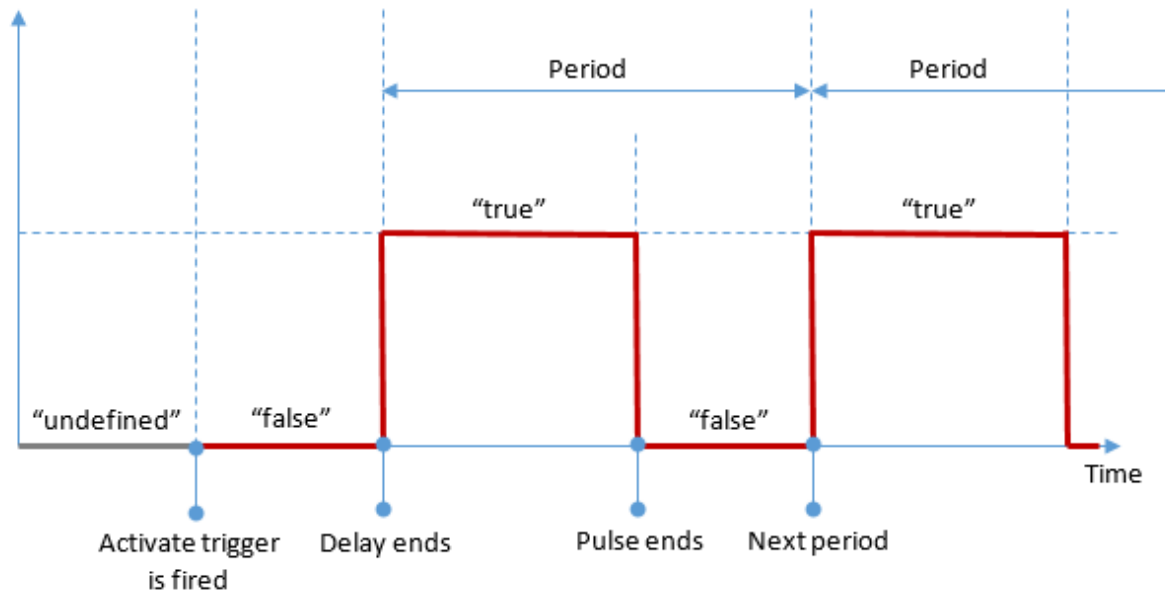 Period
Period
“true”
“true”
“undefined”
“false”
“false”
Time
Activate trigger
is fired
Delay ends
Pulse ends
Next period